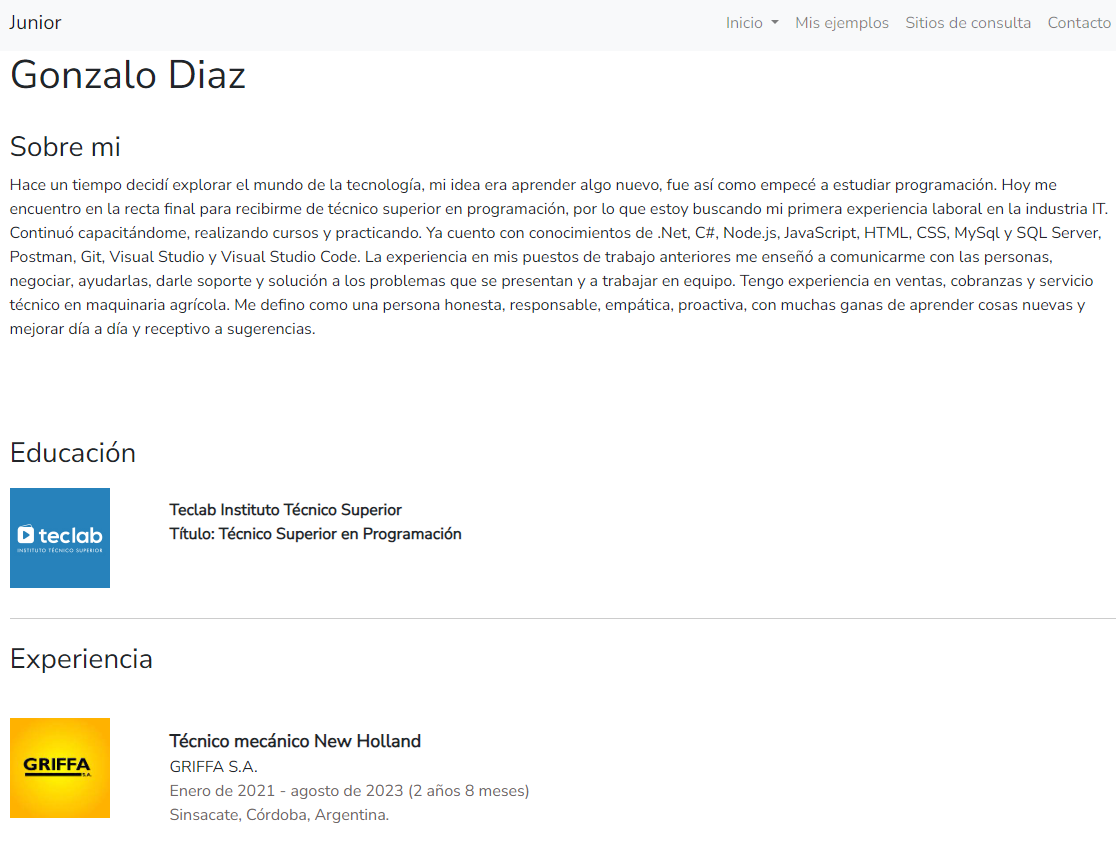 Junior
Inicio
Mis ejemplos
Sitios de consulta
Contacto
Gonzalo Diaz
Sobre mi
Hace un tiempo decidí explorar el mundo de la tecnología, mi idea era aprender algo nuevo, fue así como empecé a estudiar programación. Hoy me
encuentro en la recta final para recibirme de técnico superior en programación, por lo que estoy buscando mi primera experiencia laboral en la industria IT.
Continuó capacitándome, realizando cursos y practicando. Ya cuento con conocimientos de .Net, C#, Node.js, JavaScript, HTML, CSS, MySql y SQL Server,
Postman, Git, Visual Studio y Visual Studio Code. La experiencia en mis puestos de trabajo anteriores me enseñó a comunicarme con las personas,
negociar, ayudarlas, darle soporte y solución a los problemas que se presentan y a trabajar en equipo. Tengo experiencia en ventas, cobranzas y servicio
técnico en maquinaria agrícola. Me defino como una persona honesta, responsable, empática, proactiva, con muchas ganas de aprender cosas nuevas y
mejorar día a día y receptivo a sugerencias.
Educación
teclab
INSTITUTO TÉCNICO SUPERIOR
Teclab Instituto Técnico Superior
Título: Técnico Superior en Programación
Experiencia
GRIFFA
S.A.
Técnico mecánico New Holland
GRIFFA S.A.
Enero de 2021 - agosto de 2023 (2 años 8 meses)
Sinsacate, Córdoba, Argentina.